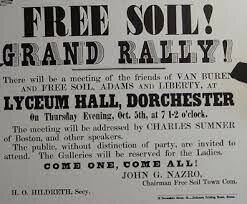 FREE SOIL!
GRAND RALLY!
There will be a meeting of the friends of VAN BUREN
AND FREE SOIL, ADAMS AND LIBERTY, AT
LYCEUM HALL, DORCHESTER
On Thursday Evening, Oct. 5th, at 7 1-2 o'clock.
The meeting will be addressed by CHARLES SUMNER
of Boston, and other speakers.
The public, without distinction of party, are invited to
attend. The Galleries will be reserved for the Ladies.
COME ONE, COME ALL!
JOHN G. NAZRO,
Chairman Free Soil Town Com.
H. O. HILDRETH, Secy.